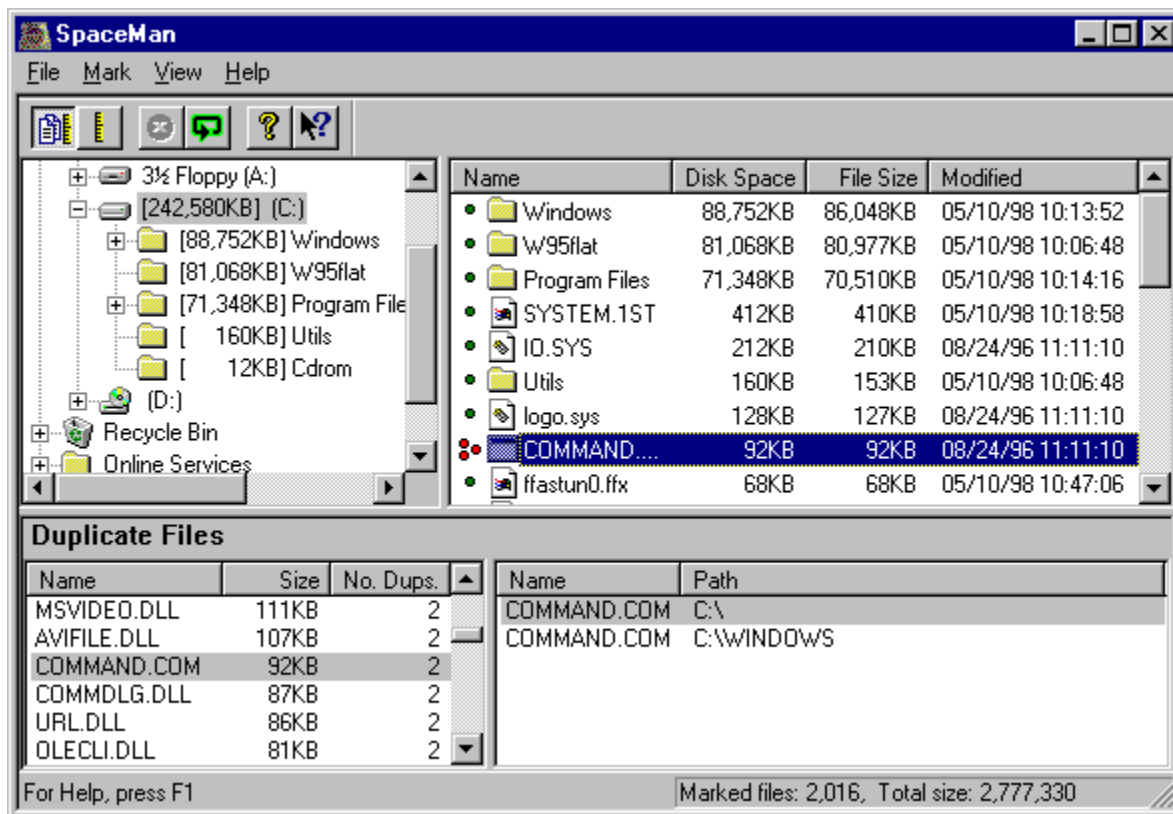 SpaceMan
File Mark View Help
3½ Floppy (A:)
[242,580KB] (C:)
[88,752KB] Windows
[81,068KB] W95flat
[71,348KB] Program File
[ 160KB] Utils
[ 12KB] Cdrom
(D:)
Recycle Bin
Online Services
Name Disk Space File Size Modified
Windows 88,752KB 86,048KB 05/10/98 10:13:52
W95flat 81,068KB 80,977KB 05/10/98 10:06:48
Program Files 71,348KB 70,510KB 05/10/98 10:14:16
SYSTEM.1ST 412KB 410KB 05/10/98 10:18:58
IO.SYS 212KB 210KB 08/24/96 11:11:10
Utils 160KB 153KB 05/10/98 10:06:48
logo.sys 128KB 127KB 08/24/96 11:11:10
COMMAND.... 92KB 92KB 08/24/96 11:11:10
ffastun0.ffx 68KB 68KB 05/10/98 10:47:06
Duplicate Files
Name Size No. Dups.
MSVIDEO.DLL 111KB 2
AVIFILE.DLL 107KB 2
COMMAND.COM 92KB 2
COMMDLG.DLL 87KB 2
URL.DLL 86KB 2
OLECLI.DLL 81KB 2
Name Path
COMMAND.COM C:\
COMMAND.COM C:\WINDOWS
For Help, press F1
Marked files: 2,016, Total size: 2,777,330